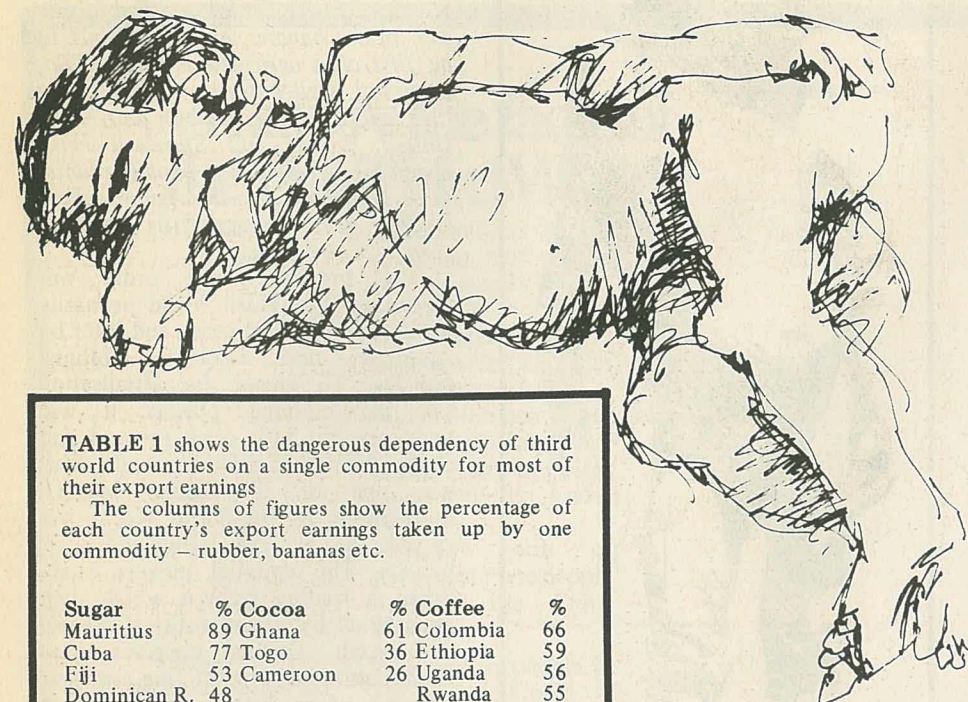 TABLE 1 shows the dangerous dependency of third
world countries on a single commodity for most of
their export earnings
The columns of figures show the percentage of
each country's export earnings taken up by one
commodity — rubber, bananas etc.
Sugar % Cocoa % Coffee %
Mauritius 89 Ghana 61 Colombia 66
Cuba 77 Togo 36 Ethiopia 59
Fiji 53 Cameroon 26 Uganda 56
Dominican R. 48 Rwanda 55